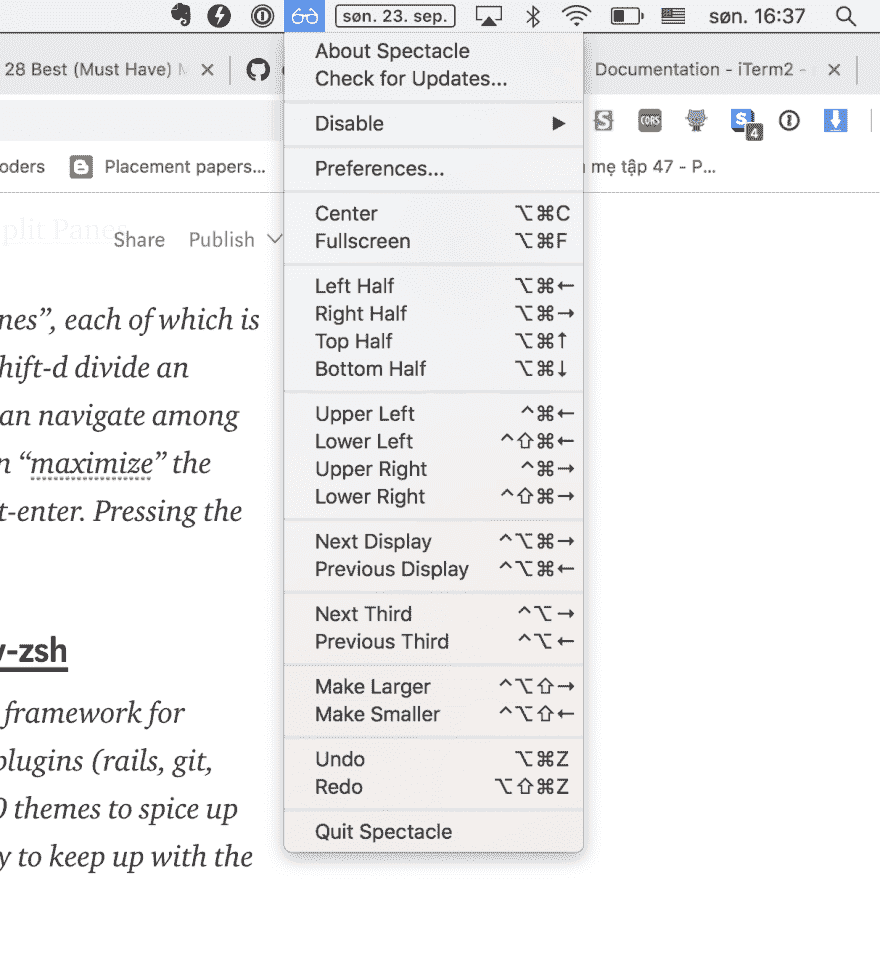 søn. 23. sep. søn. 16:37
28 Best (Must Have) Documentation - iTerm2 -
CORS S 4
oders Placement papers... mẹ tập 47 - P...
About Spectacle
Check for Updates...
Disable
Preferences...
Center ⌥⌘C
Fullscreen ⌥⌘F
Left Half ⌥⌘←
Right Half ⌥⌘→
Top Half ⌥⌘↑
Bottom Half ⌥⌘↓
Upper Left ^⌘←
Lower Left ^⇧⌘←
Upper Right ^⌘→
Lower Right ^⇧⌘→
Next Display ^⌥⌘→
Previous Display ^⌥⌘←
Next Third ^⌥→
Previous Third ^⌥←
Make Larger ^⌥⇧→
Make Smaller ^⌥⇧←
Undo ⌥⌘Z
Redo ⌥⇧⌘Z
Quit Spectacle
plit Panes
Share Publish
nes”, each of which is
hift-d divide an
an navigate among
n “maximize” the
t-enter. Pressing the
y-zsh
framework for
plugins (rails, git,
0 themes to spice up
y to keep up with the